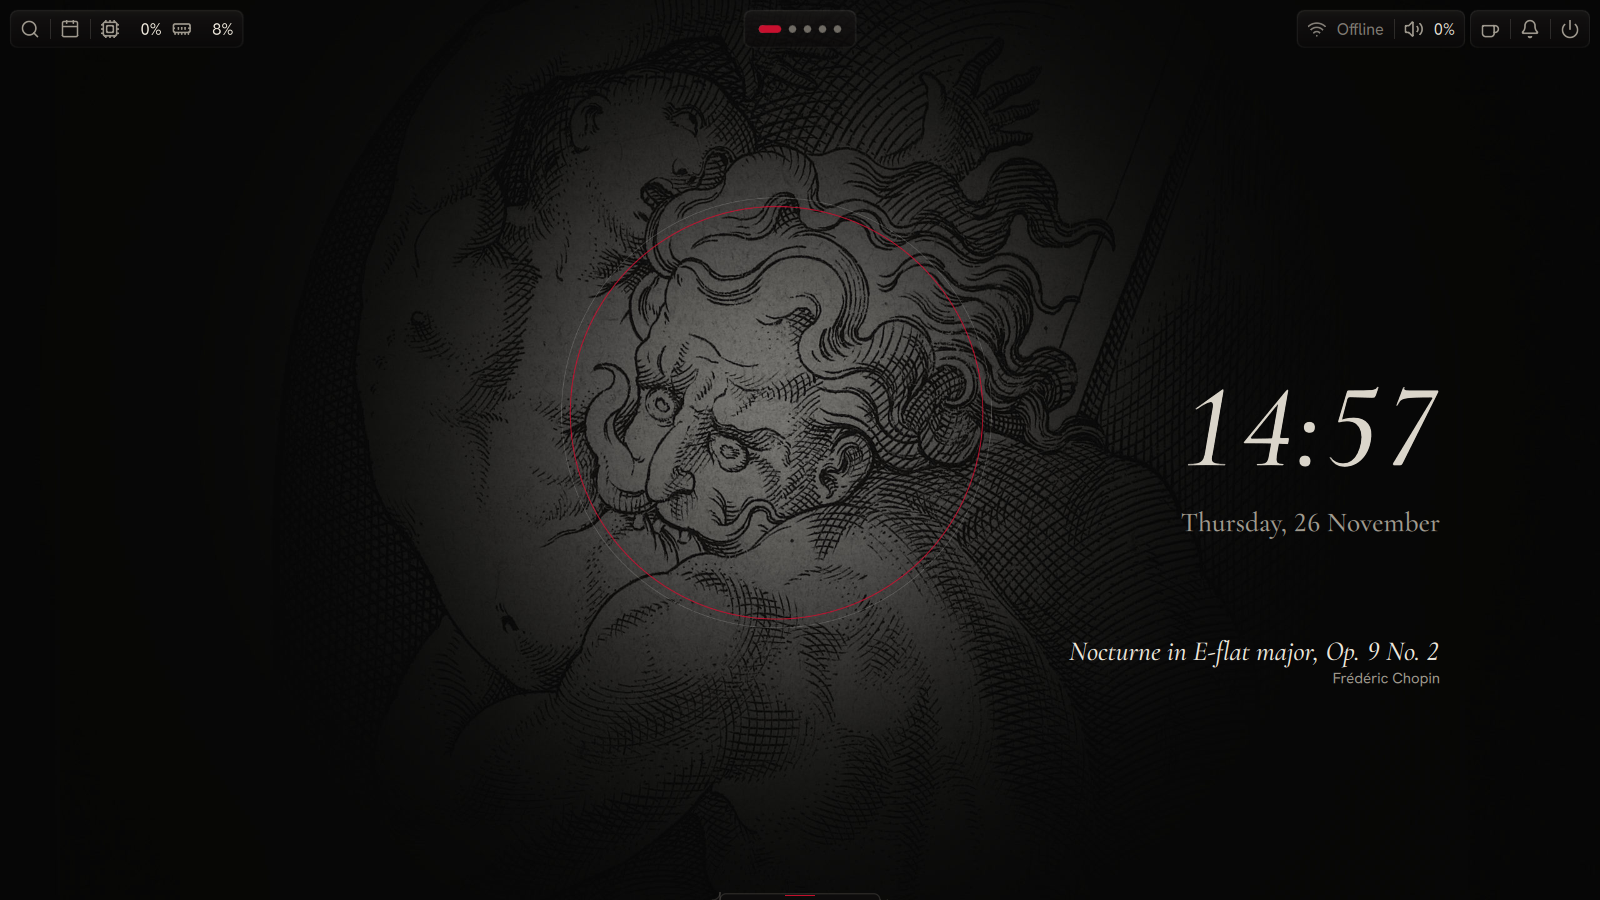 0% 8%
Offline 0%
14:57
Thursday, 26 November
Nocturne in E-flat major, Op. 9 No. 2
Frédéric Chopin